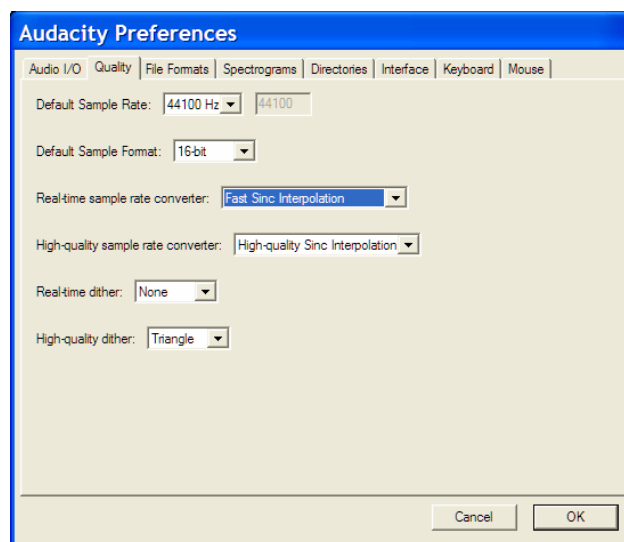 Audacity Preferences
Audio I/O Quality File Formats Spectrograms Directories Interface Keyboard Mouse
Default Sample Rate: 44100 Hz 44100
Default Sample Format: 16-bit
Real-time sample rate converter: Fast Sinc Interpolation
High-quality sample rate converter: High-quality Sinc Interpolation
Real-time dither: None
High-quality dither: Triangle
Cancel OK